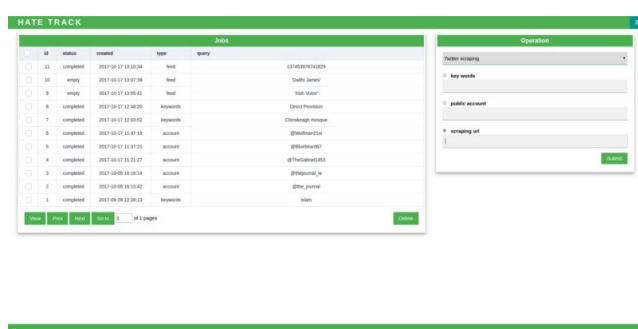 HATE TRACK
Jobs
id status created type query
11 completed 2017-10-17 13:10:34 feed
10 empty 2017-10-17 13:07:39 feed 'Daithi James'
9 empty 2017-10-17 13:05:41 feed 'Irish Voice'
8 completed 2017-10-17 12:48:20 keywords Direct Provision
7 completed 2017-10-17 12:03:52 keywords Clonskeagh mosque
6 completed 2017-10-17 11:47:18 account
5 completed 2017-10-17 11:37:21 account
4 completed 2017-10-17 11:21:27 account
3 completed 2017-10-05 16:16:14 account @thejournal_ie
2 completed 2017-10-05 16:15:42 account @the_journal
1 completed 2017-09-28 12:26:13 keywords islam
View Prev Next Go to 1 of 1 pages Delete
Operation
Twitter scraping
key words
public account
scraping url
Submit